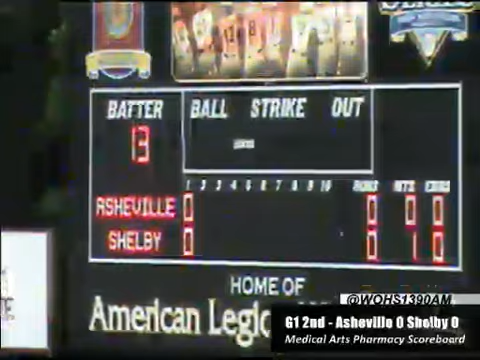 BATTER BALL STRIKE OUT
13
1 2 3 4 5 6 7 8 9 10 RUNS HITS ERRS
ASHEVILLE 0 0 0 0
SHELBY 0 0 1 0
HOME OF
American Legion
@WOHS1390AM
G1 2nd - Asheville 0 Shelby 0
Medical Arts Pharmacy Scoreboard